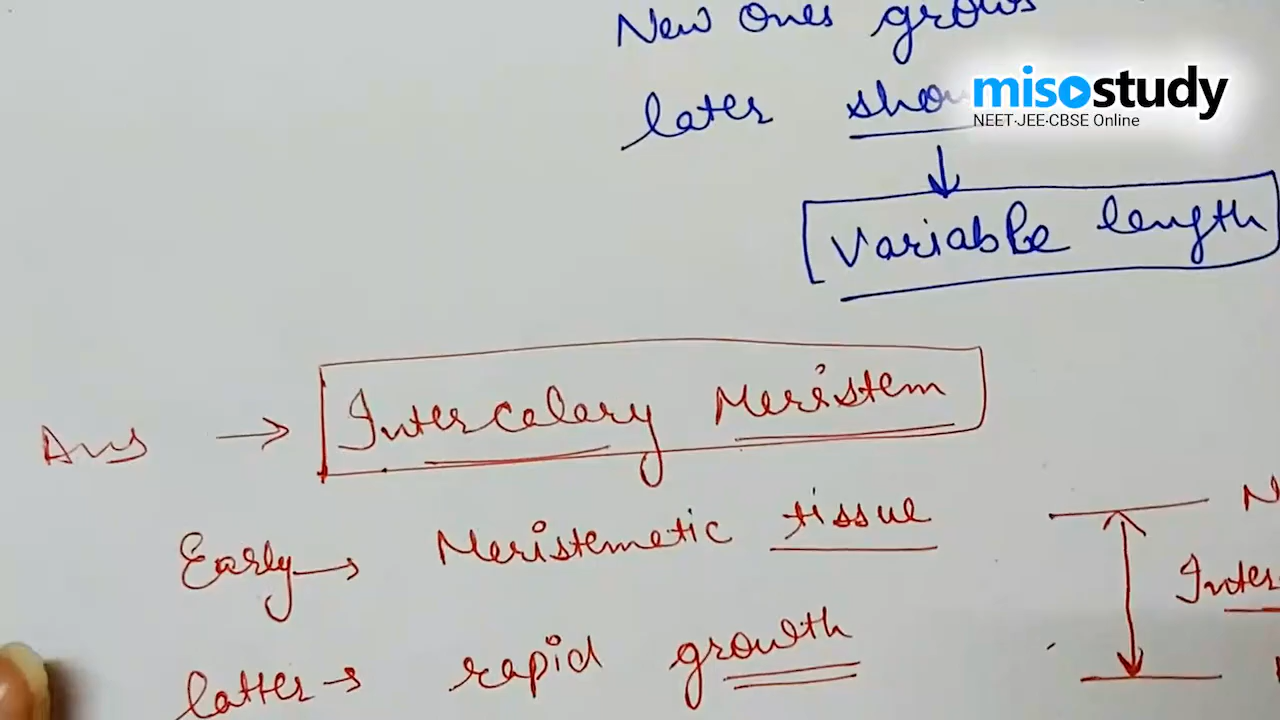 New ones grows
later
misostudy
NEET·JEE·CBSE Online
↓
Variable length
Ans → Intercalary Meristem
Early → Meristemetic tissue
latter → rapid growth